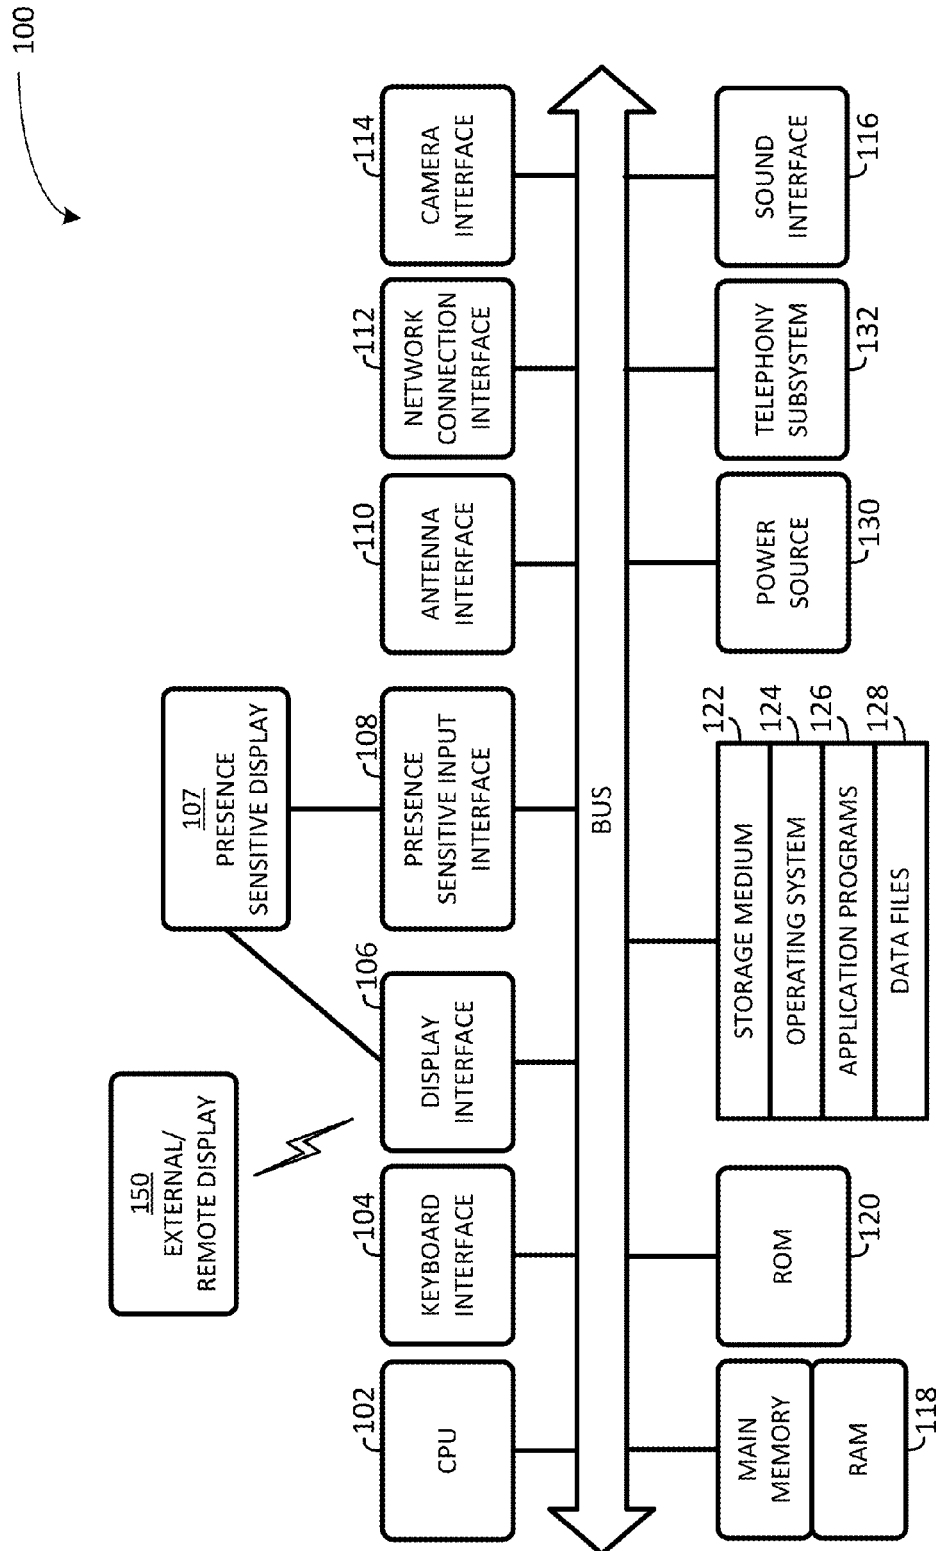 100
150
EXTERNAL/
REMOTE DISPLAY
107
PRESENCE
SENSITIVE DISPLAY
102
CPU
104
KEYBOARD
INTERFACE
106
DISPLAY
INTERFACE
108
PRESENCE
SENSITIVE INPUT
INTERFACE
110
ANTENNA
INTERFACE
112
NETWORK
CONNECTION
INTERFACE
114
CAMERA
INTERFACE
BUS
MAIN
MEMORY
RAM
118
ROM
120
STORAGE MEDIUM
122
OPERATING SYSTEM
124
APPLICATION PROGRAMS
126
DATA FILES
128
POWER
SOURCE
130
TELEPHONY
SUBSYSTEM
132
SOUND
INTERFACE
116